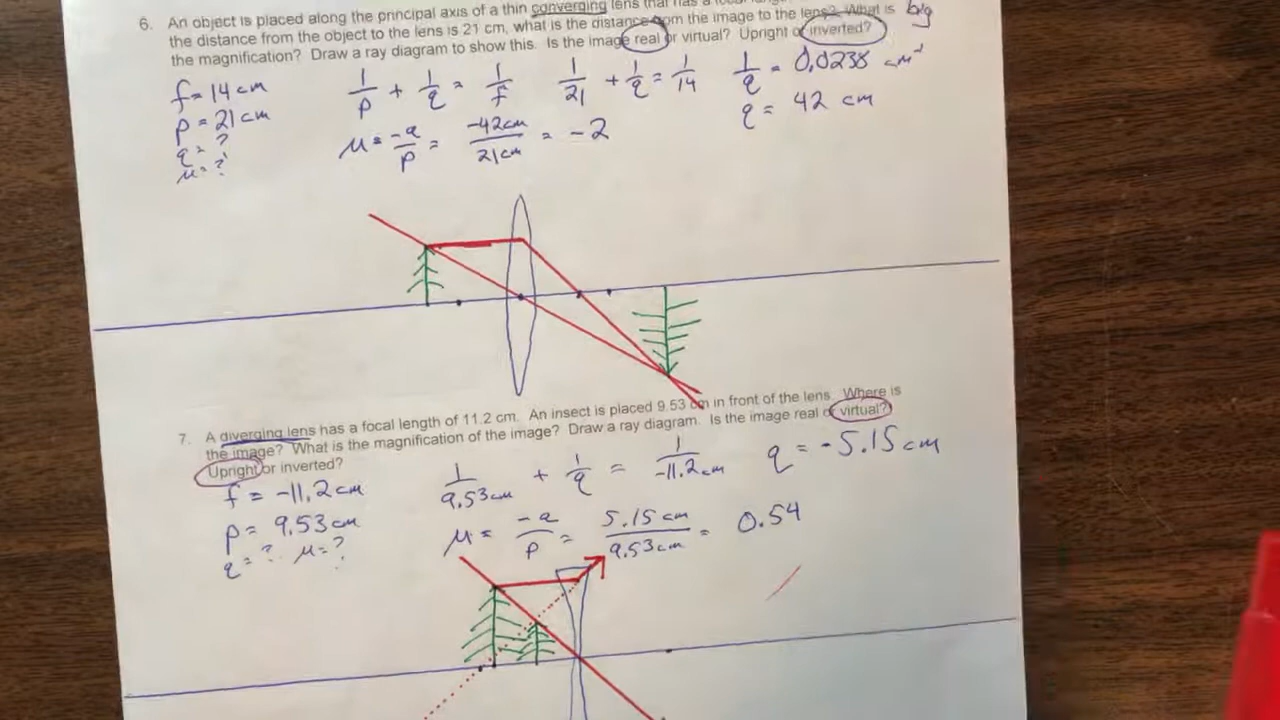 6. An object is placed along the principal axis of a thin converging lens that has a focal
the distance from the object to the lens is 21 cm, what is the distance from the image to the lens? What is big
the magnification? Draw a ray diagram to show this. Is the image real or virtual? Upright or inverted?
f = 14 cm
p = 21 cm
q = ?
M = ?
1/p + 1/q = 1/f
1/21 + 1/q = 1/14
1/q = 0.0238 cm⁻¹
q = 42 cm
M = -q/p = -42cm/21cm = -2
7. A diverging lens has a focal length of 11.2 cm. An insect is placed 9.53 cm in front of the lens. Where is
the image? What is the magnification of the image? Draw a ray diagram. Is the image real or virtual?
Upright or inverted?
f = -11.2 cm
p = 9.53 cm
q = ? M = ?
1/9.53cm + 1/q = 1/-11.2cm
q = -5.15 cm
M = -q/p = 5.15 cm/9.53cm = 0.54